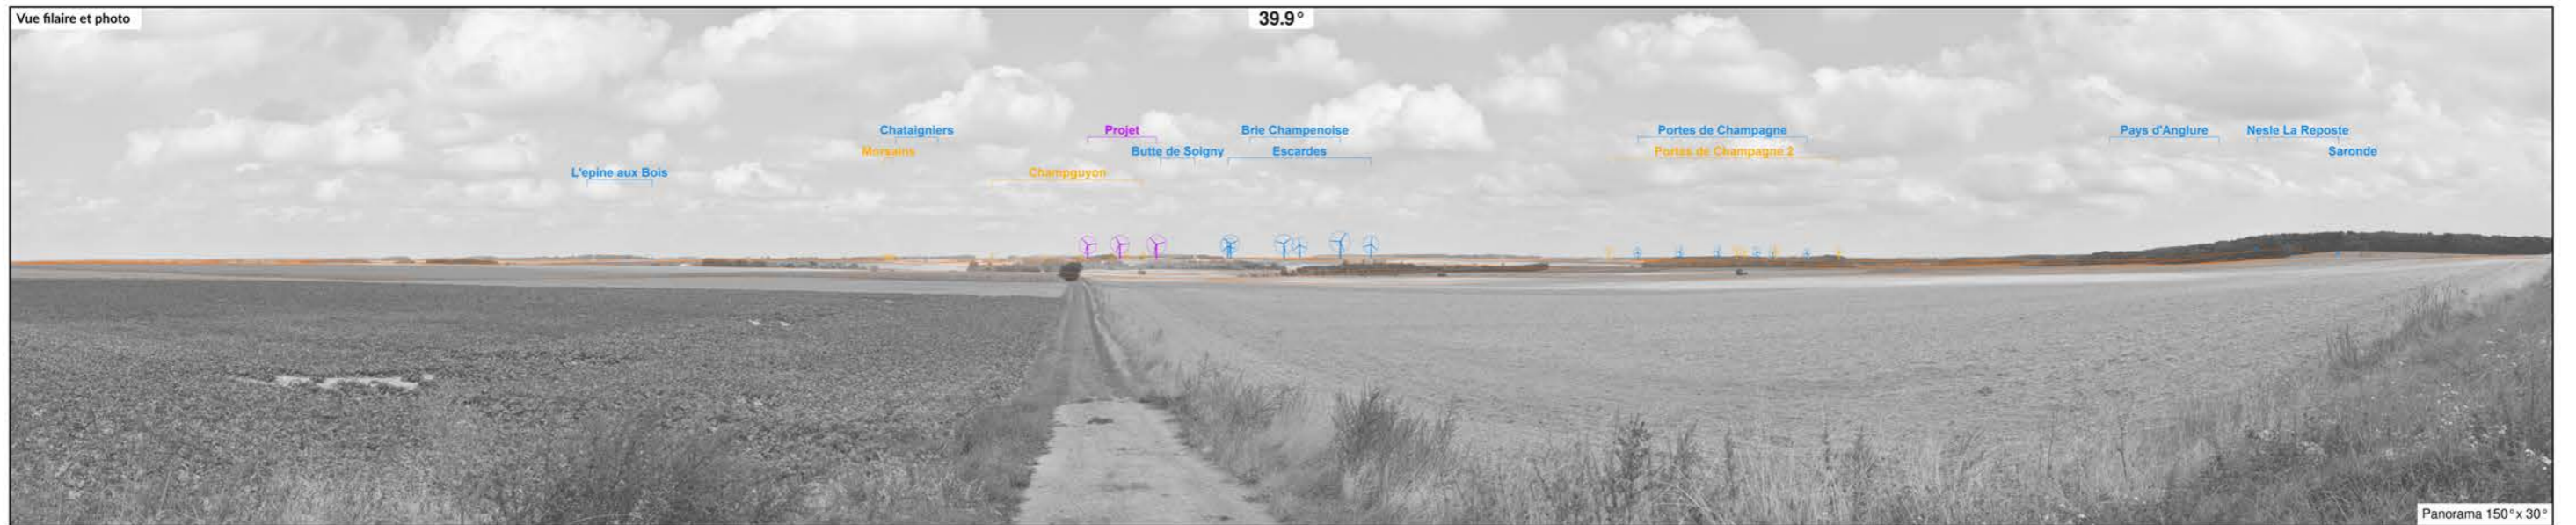 Vue filaire et photo
39.9°
Chataigniers
Projet
Brie Champenoise
Portes de Champagne
Pays d'Anglure
Nesle La Reposte
Morsains
Butte de Soigny
Escardes
Portes de Champagne 2
Saronde
L'epine aux Bois
Champguyon
Panorama 150°x 30°